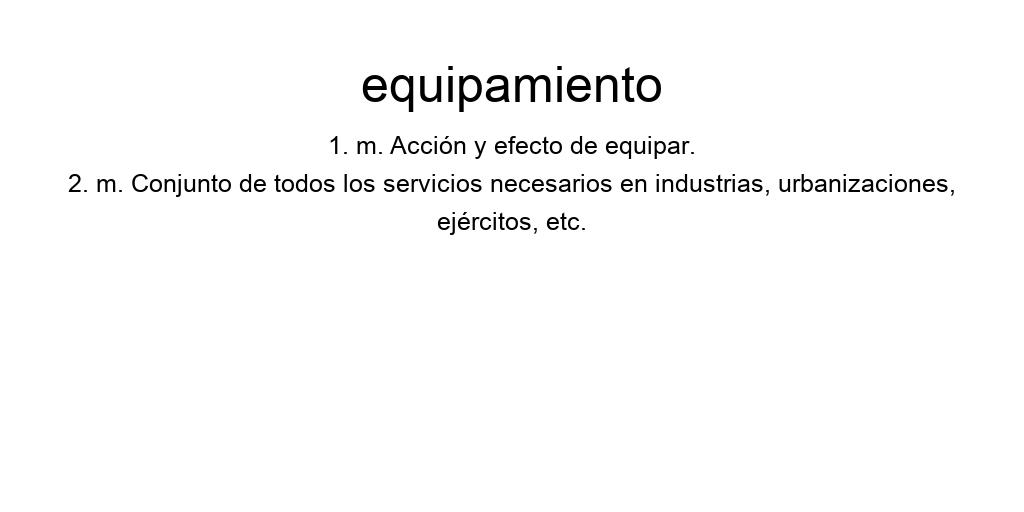 equipamiento
1. m. Acción y efecto de equipar.
2. m. Conjunto de todos los servicios necesarios en industrias, urbanizaciones,
ejércitos, etc.